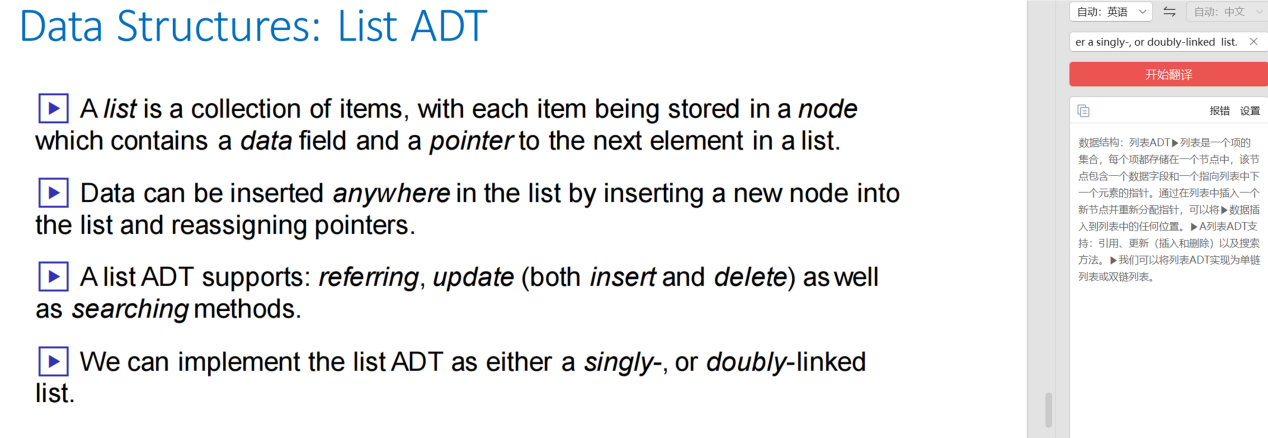 Data Structures: List ADT
A list is a collection of items, with each item being stored in a node
which contains a data field and a pointer to the next element in a list.
Data can be inserted anywhere in the list by inserting a new node into
the list and reassigning pointers.
A list ADT supports: referring, update (both insert and delete) as well
as searching methods.
We can implement the list ADT as either a singly-, or doubly-linked
list.
自动：英语
自动：中文
er a singly-, or doubly-linked list.
开始翻译
报错 设置
数据结构：列表ADT▶列表是一个项的
集合，每个项都存储在一个节点中，该节
点包含一个数据字段和一个指向列表中下
一个元素的指针。通过在列表中插入一个
新节点并重新分配指针，可以将▶数据插
入到列表中的任何位置。▶A列表ADT支
持：引用、更新（插入和删除）以及搜索
方法。▶我们可以将列表ADT实现为单链
列表或双链列表。